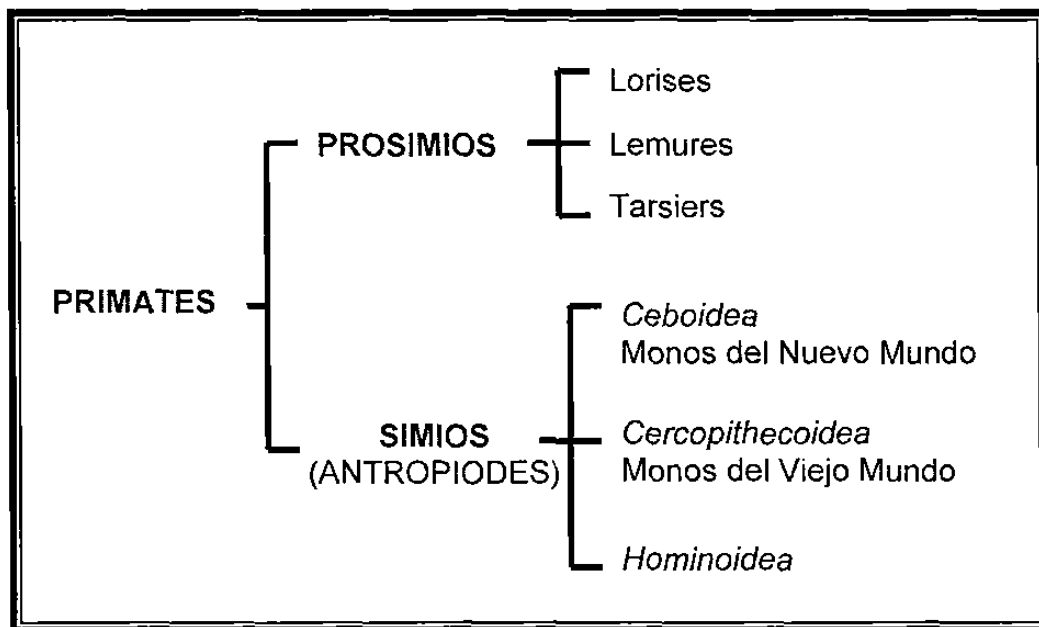 PRIMATES
PROSIMIOS
Lorises
Lemures
Tarsiers
SIMIOS
(ANTROPIODES)
Ceboidea
Monos del Nuevo Mundo
Cercopithecoidea
Monos del Viejo Mundo
Hominoidea